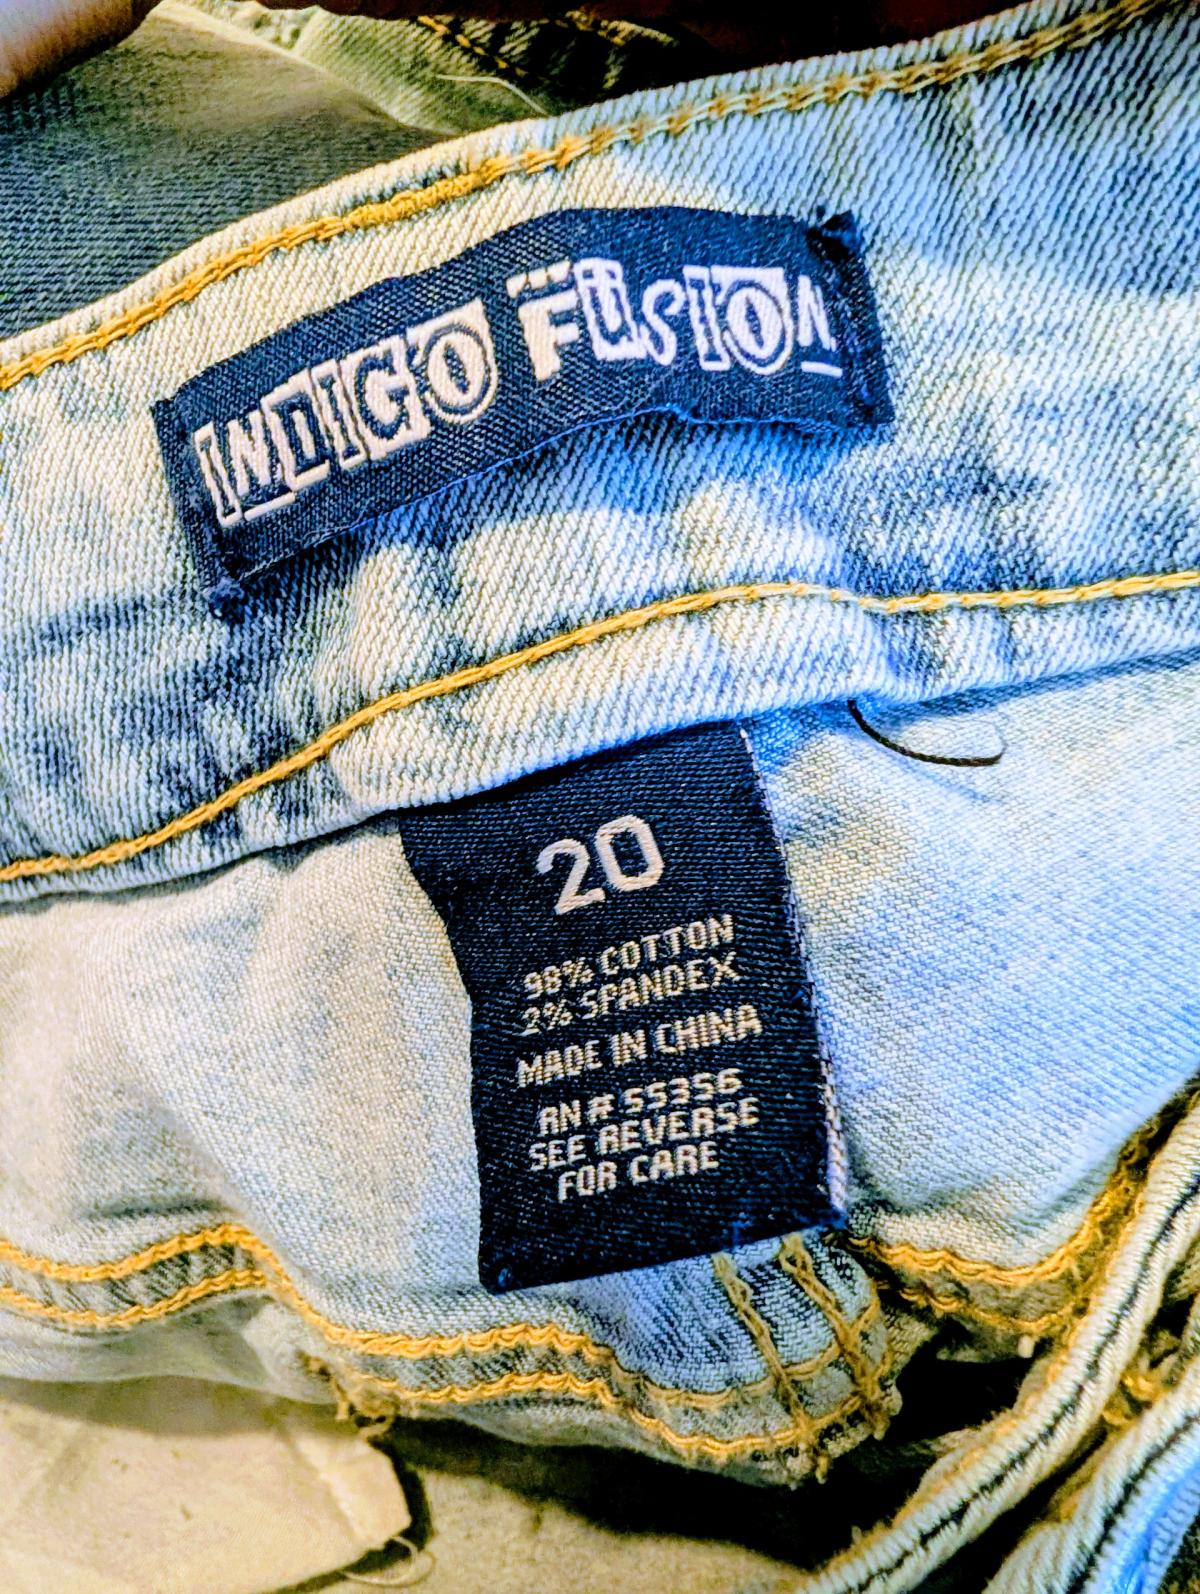 INDIGO FUSION
20
98% COTTON
2% SPANDEX
MADE IN CHINA
RN # 55356
SEE REVERSE
FOR CARE